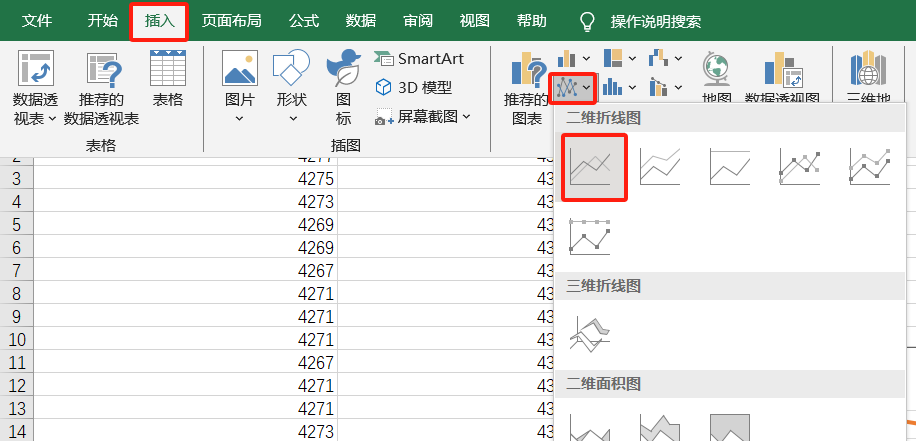 文件 开始 插入 页面布局 公式 数据 审阅 视图 帮助 操作说明搜索
数据透视表
推荐的数据透视表
表格
表格
图片
形状
图标
SmartArt
3D 模型
屏幕截图
插图
推荐的图表
地图
数据透视图
三维地
二维折线图
三维折线图
二维面积图
2 4277 43
3 4275 43
4 4273 43
5 4269 43
6 4269 43
7 4267 43
8 4271 43
9 4271 43
10 4271 43
11 4267 43
12 4271 43
13 4271 43
14 4273 43